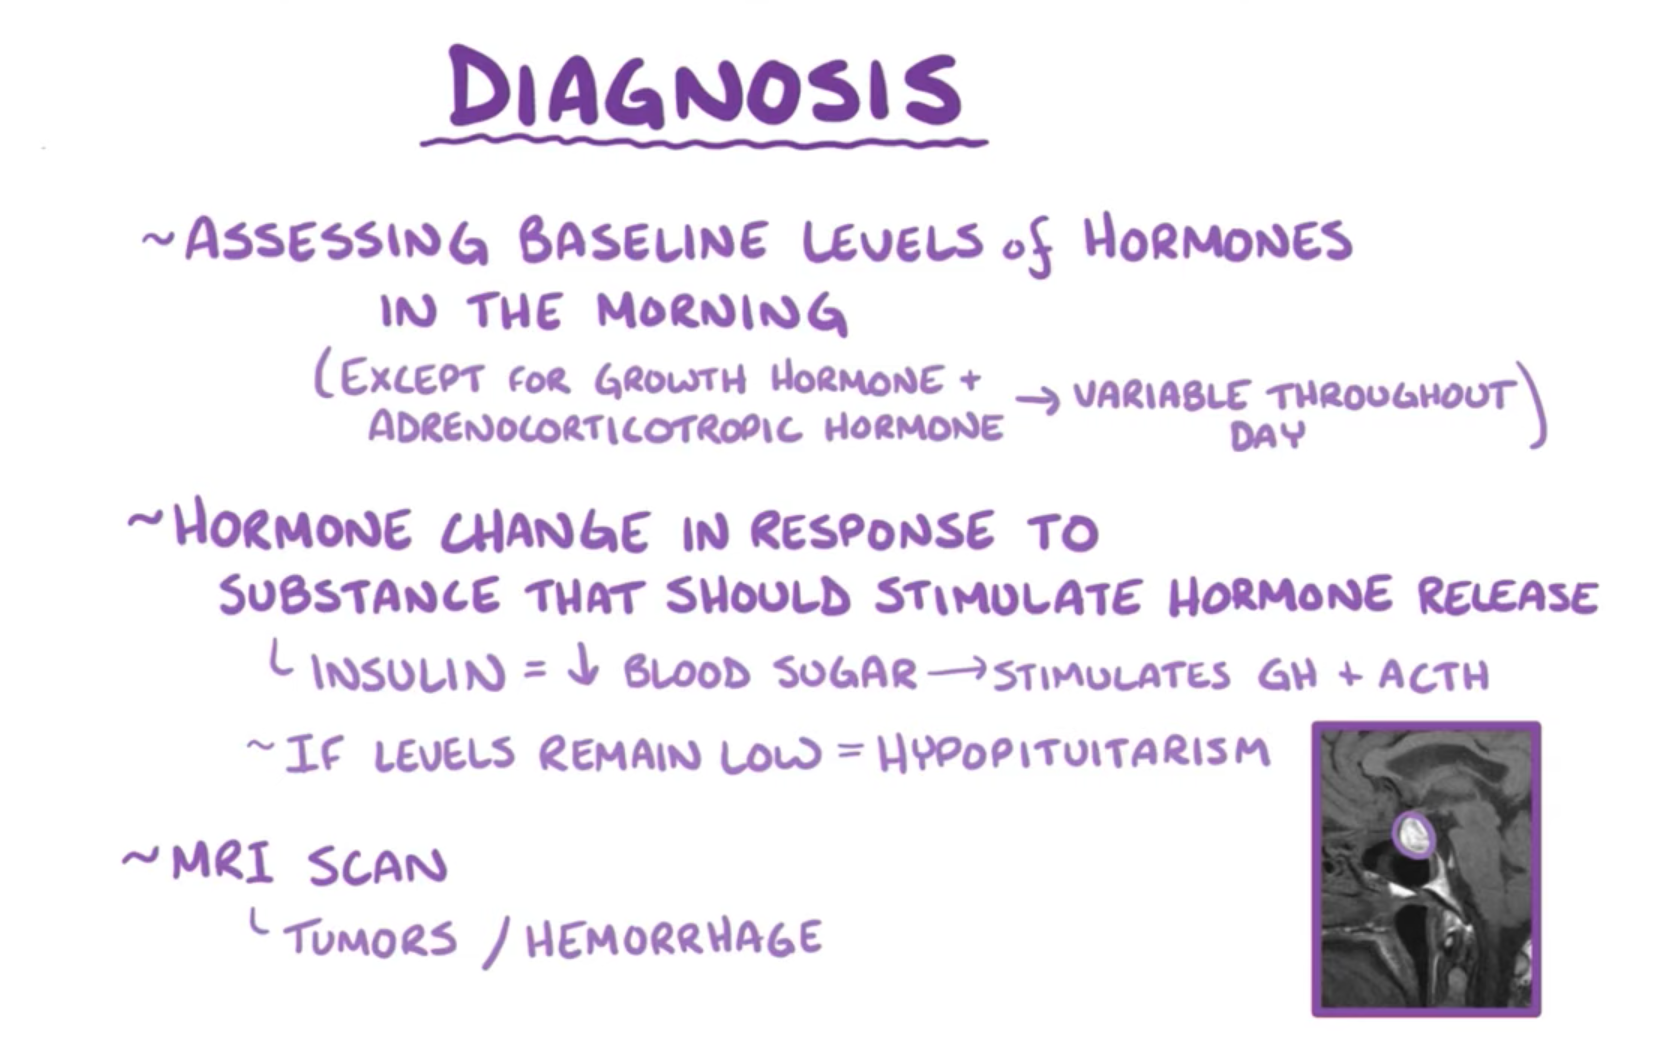 DIAGNOSIS
~ASSESSING BASELINE LEVELS of HORMONES
IN THE MORNING
(EXCEPT FOR GROWTH HORMONE +
ADRENOCORTICOTROPIC HORMONE → VARIABLE THROUGHOUT
DAY)
~HORMONE CHANGE IN RESPONSE TO
SUBSTANCE THAT SHOULD STIMULATE HORMONE RELEASE
└ INSULIN = ↓ BLOOD SUGAR → STIMULATES GH + ACTH
~IF LEVELS REMAIN LOW = HYPOPITUITARISM
~MRI SCAN
└ TUMORS / HEMORRHAGE